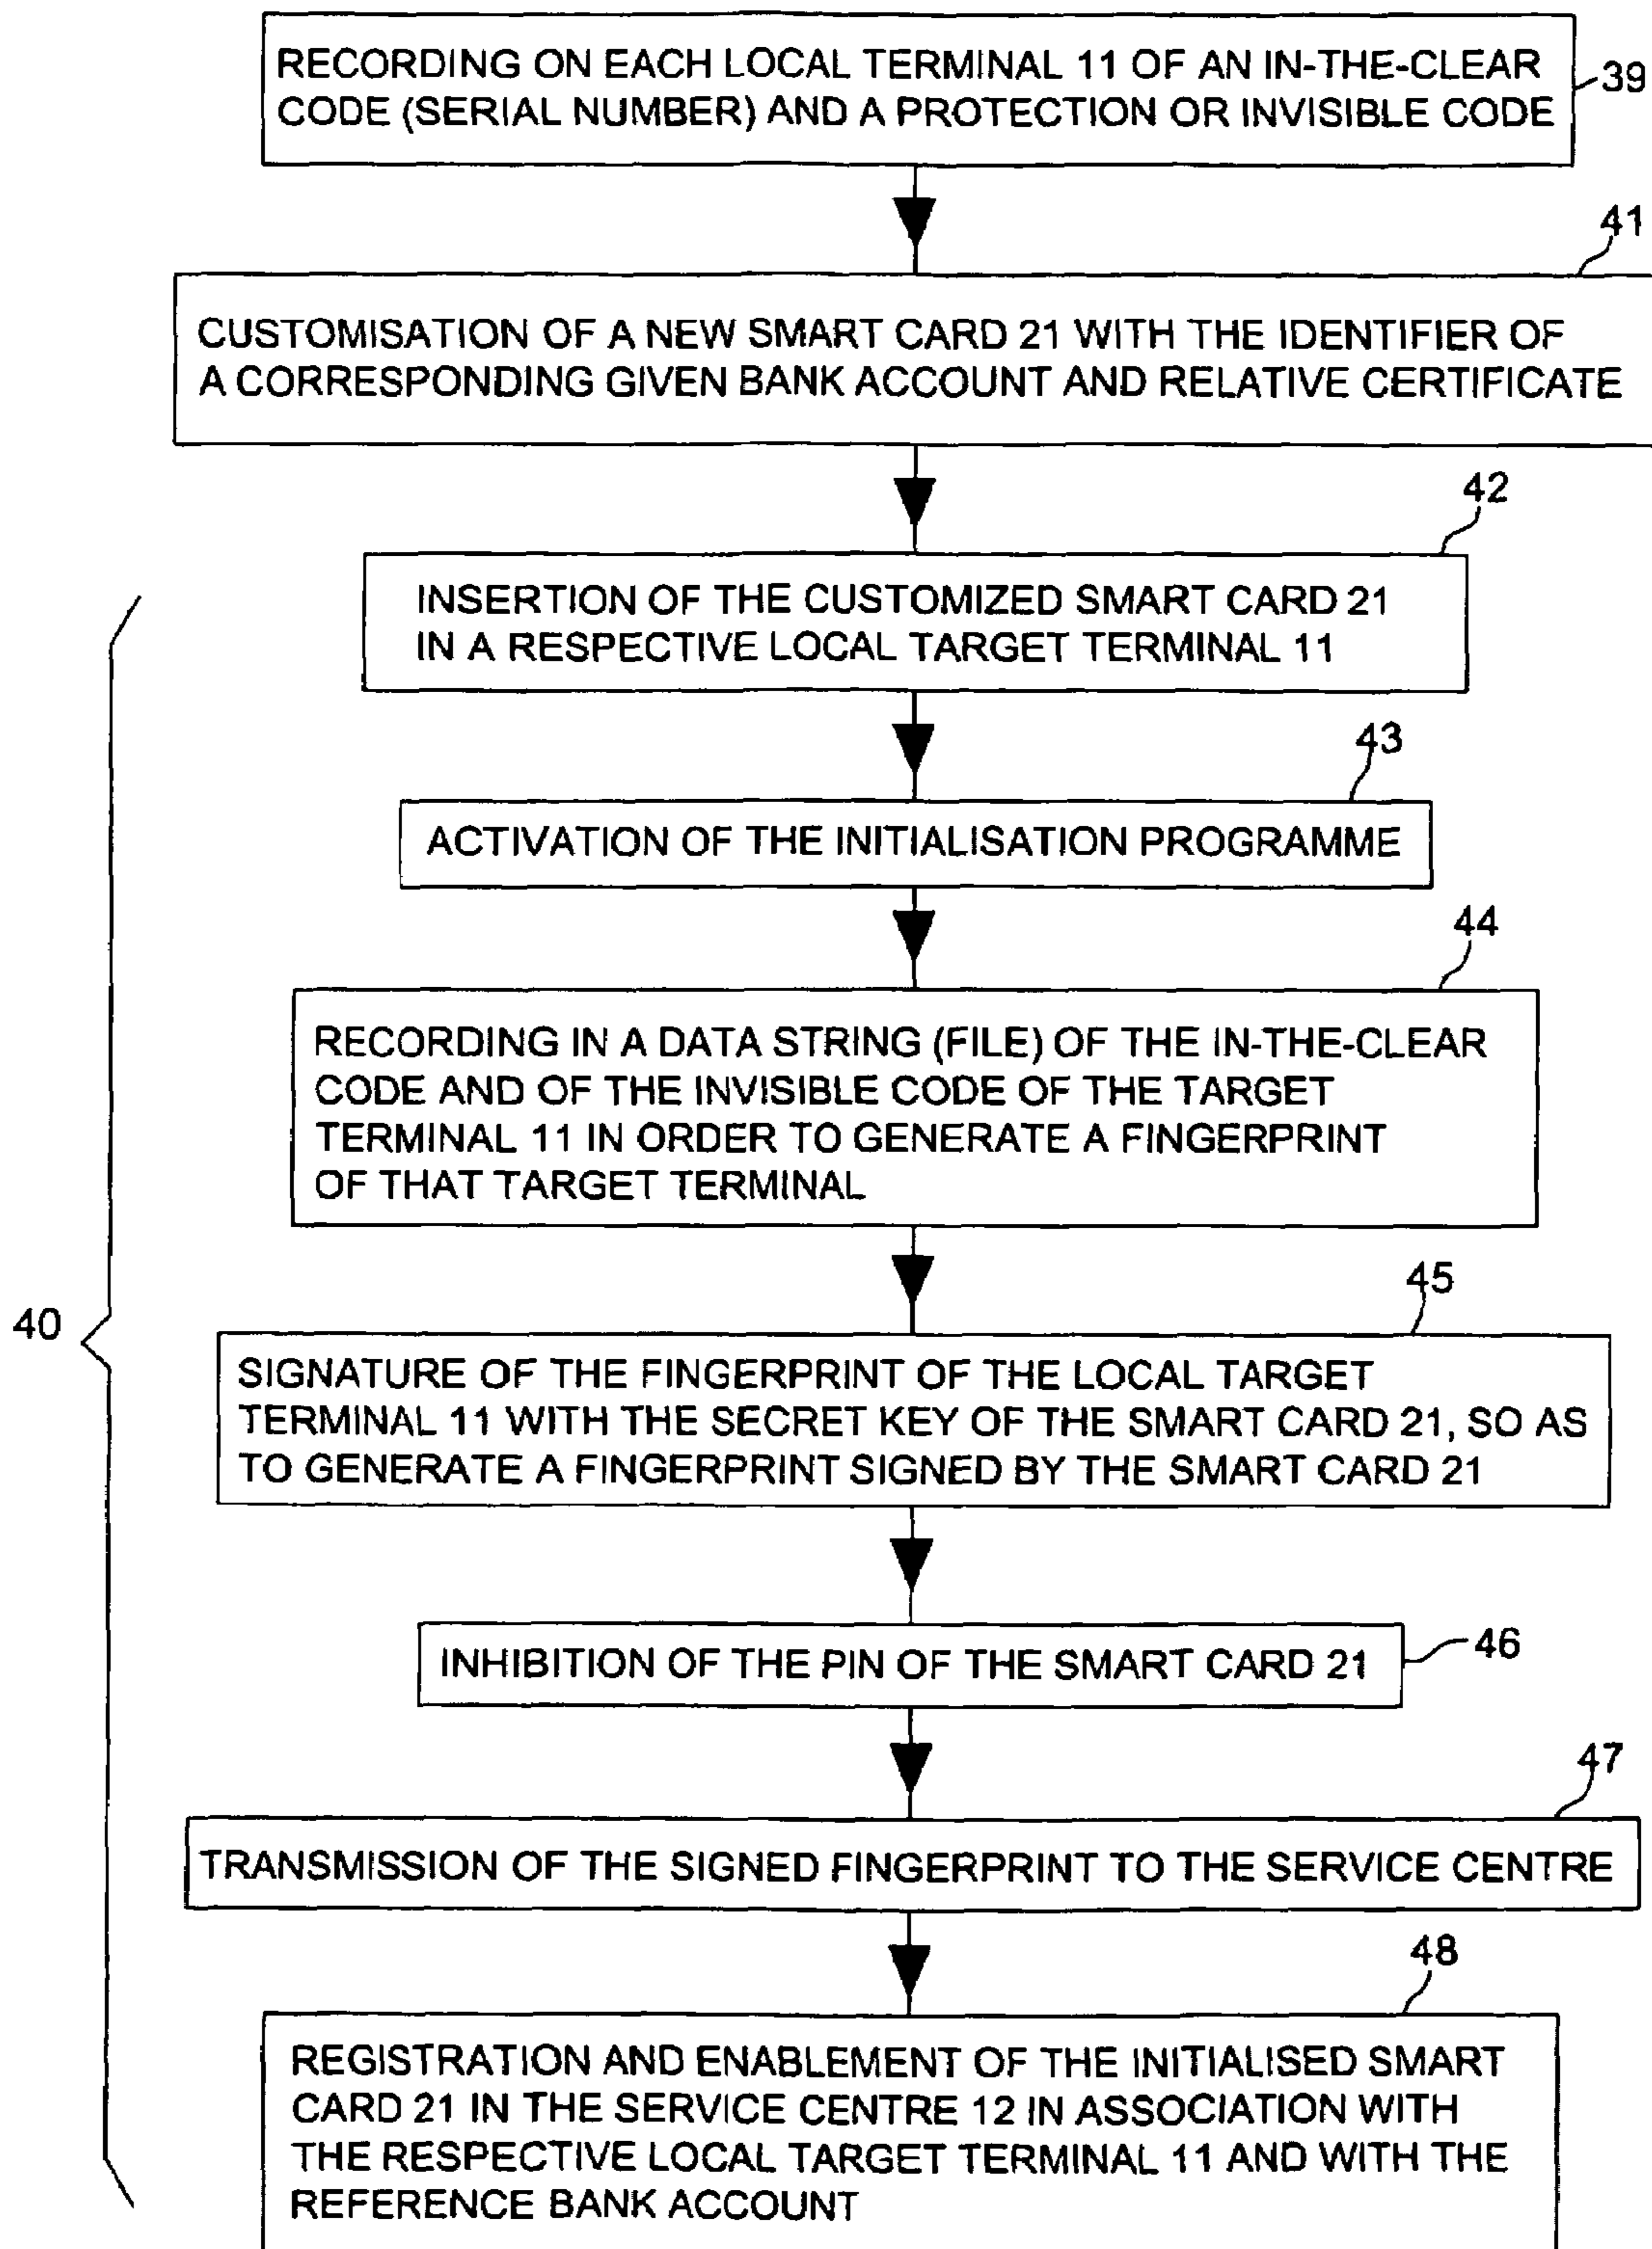 RECORDING ON EACH LOCAL TERMINAL 11 OF AN IN-THE-CLEAR
CODE (SERIAL NUMBER) AND A PROTECTION OR INVISIBLE CODE
39
41
CUSTOMISATION OF A NEW SMART CARD 21 WITH THE IDENTIFIER OF
A CORRESPONDING GIVEN BANK ACCOUNT AND RELATIVE CERTIFICATE
42
INSERTION OF THE CUSTOMIZED SMART CARD 21
IN A RESPECTIVE LOCAL TARGET TERMINAL 11
43
ACTIVATION OF THE INITIALISATION PROGRAMME
44
RECORDING IN A DATA STRING (FILE) OF THE IN-THE-CLEAR
CODE AND OF THE INVISIBLE CODE OF THE TARGET
TERMINAL 11 IN ORDER TO GENERATE A FINGERPRINT
OF THAT TARGET TERMINAL
45
40
SIGNATURE OF THE FINGERPRINT OF THE LOCAL TARGET
TERMINAL 11 WITH THE SECRET KEY OF THE SMART CARD 21, SO AS
TO GENERATE A FINGERPRINT SIGNED BY THE SMART CARD 21
INHIBITION OF THE PIN OF THE SMART CARD 21
46
47
TRANSMISSION OF THE SIGNED FINGERPRINT TO THE SERVICE CENTRE
48
REGISTRATION AND ENABLEMENT OF THE INITIALISED SMART
CARD 21 IN THE SERVICE CENTRE 12 IN ASSOCIATION WITH
THE RESPECTIVE LOCAL TARGET TERMINAL 11 AND WITH THE
REFERENCE BANK ACCOUNT